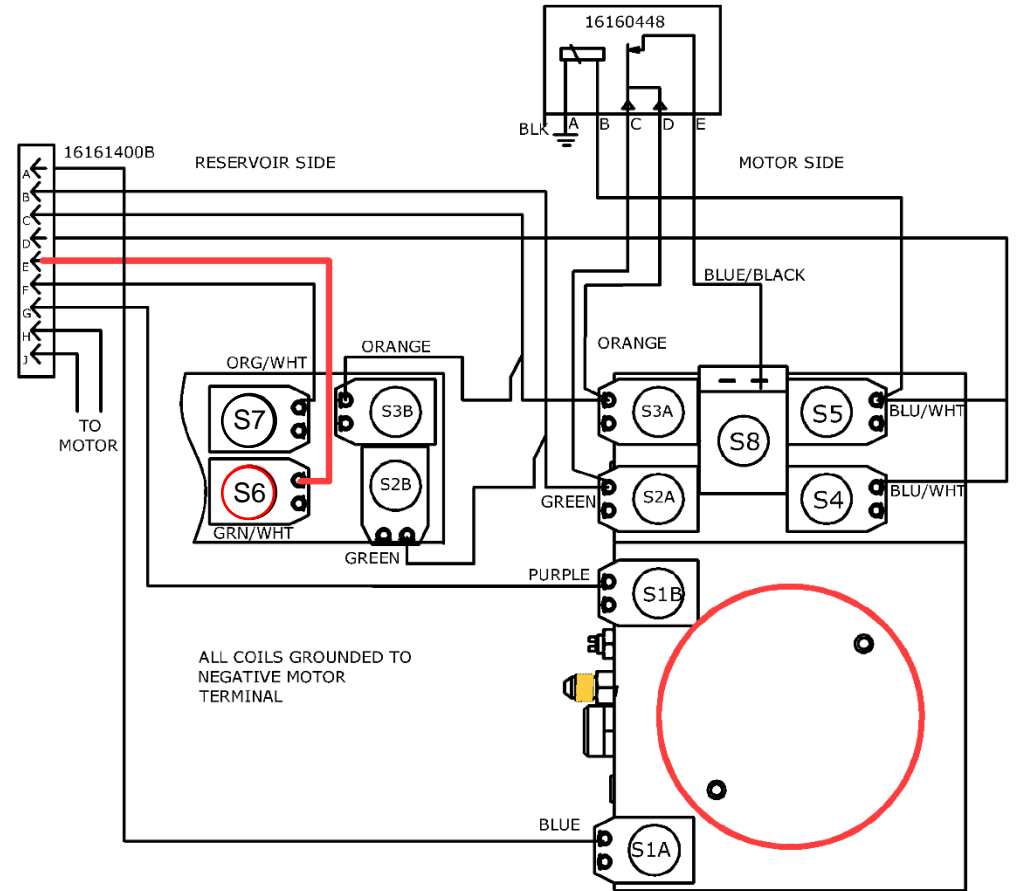 16160448
BLK
A
B
C
D
E
16161400B
RESERVOIR SIDE
MOTOR SIDE
A
B
C
D
E
F
G
H
J
BLUE/BLACK
ORANGE
ORANGE
ORG/WHT
TO
MOTOR
S7
S3B
S3A
S8
S5
BLU/WHT
S6
S2B
S2A
S4
BLU/WHT
GREEN
GRN/WHT
GREEN
PURPLE
S1B
ALL COILS GROUNDED TO
NEGATIVE MOTOR
TERMINAL
BLUE
S1A